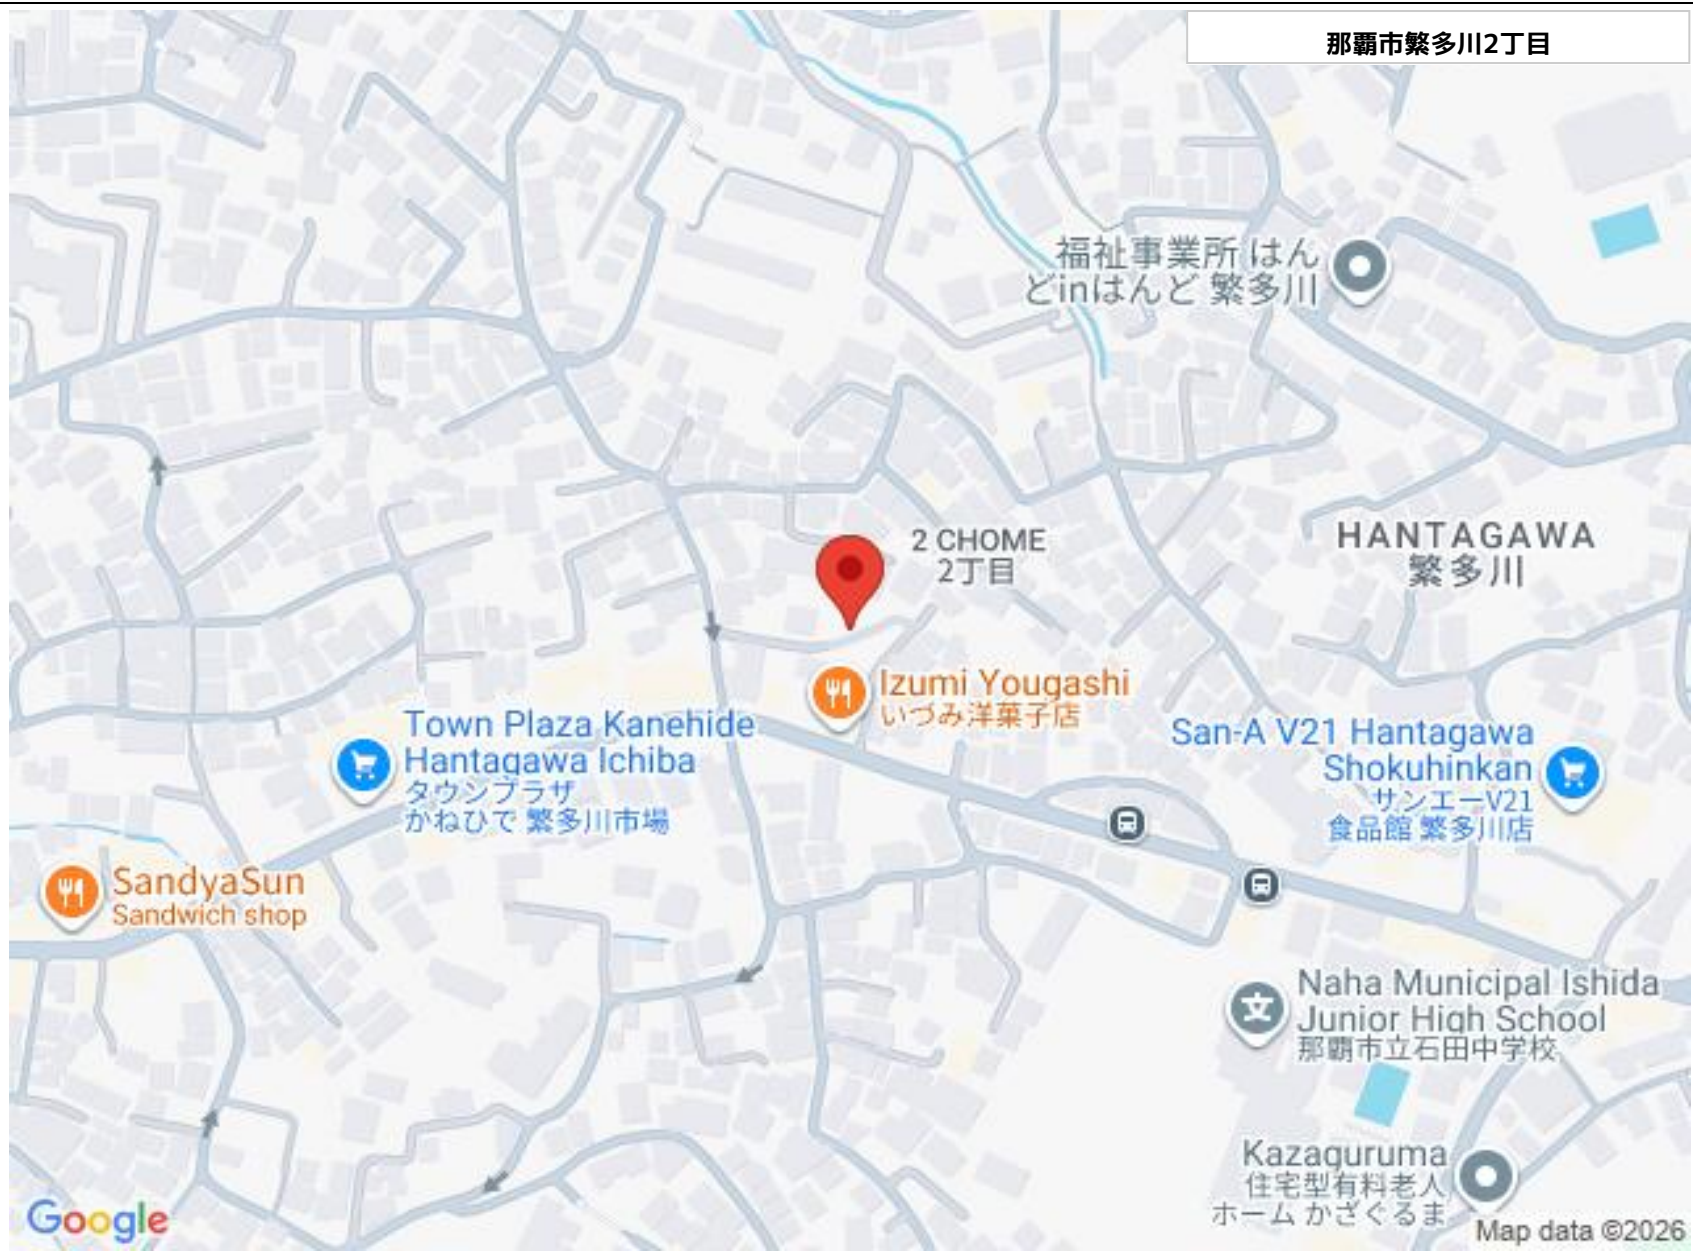 那覇市繁多川2丁目
福祉事業所 はん
どinはんど 繁多川
2 CHOME
2丁目
HANTAGAWA
繁多川
Izumi Yougashi
いづみ洋菓子店
Town Plaza Kanehide
Hantagawa Ichiba
タウンプラザ
かねひで 繁多川市場
San-A V21 Hantagawa
Shokuhinkan
サンエーV21
食品館 繁多川店
SandyaSun
Sandwich shop
Naha Municipal Ishida
Junior High School
那覇市立石田中学校
文
Kazaguruma
住宅型有料老人
ホーム かざぐるま
Google
Map data ©2026